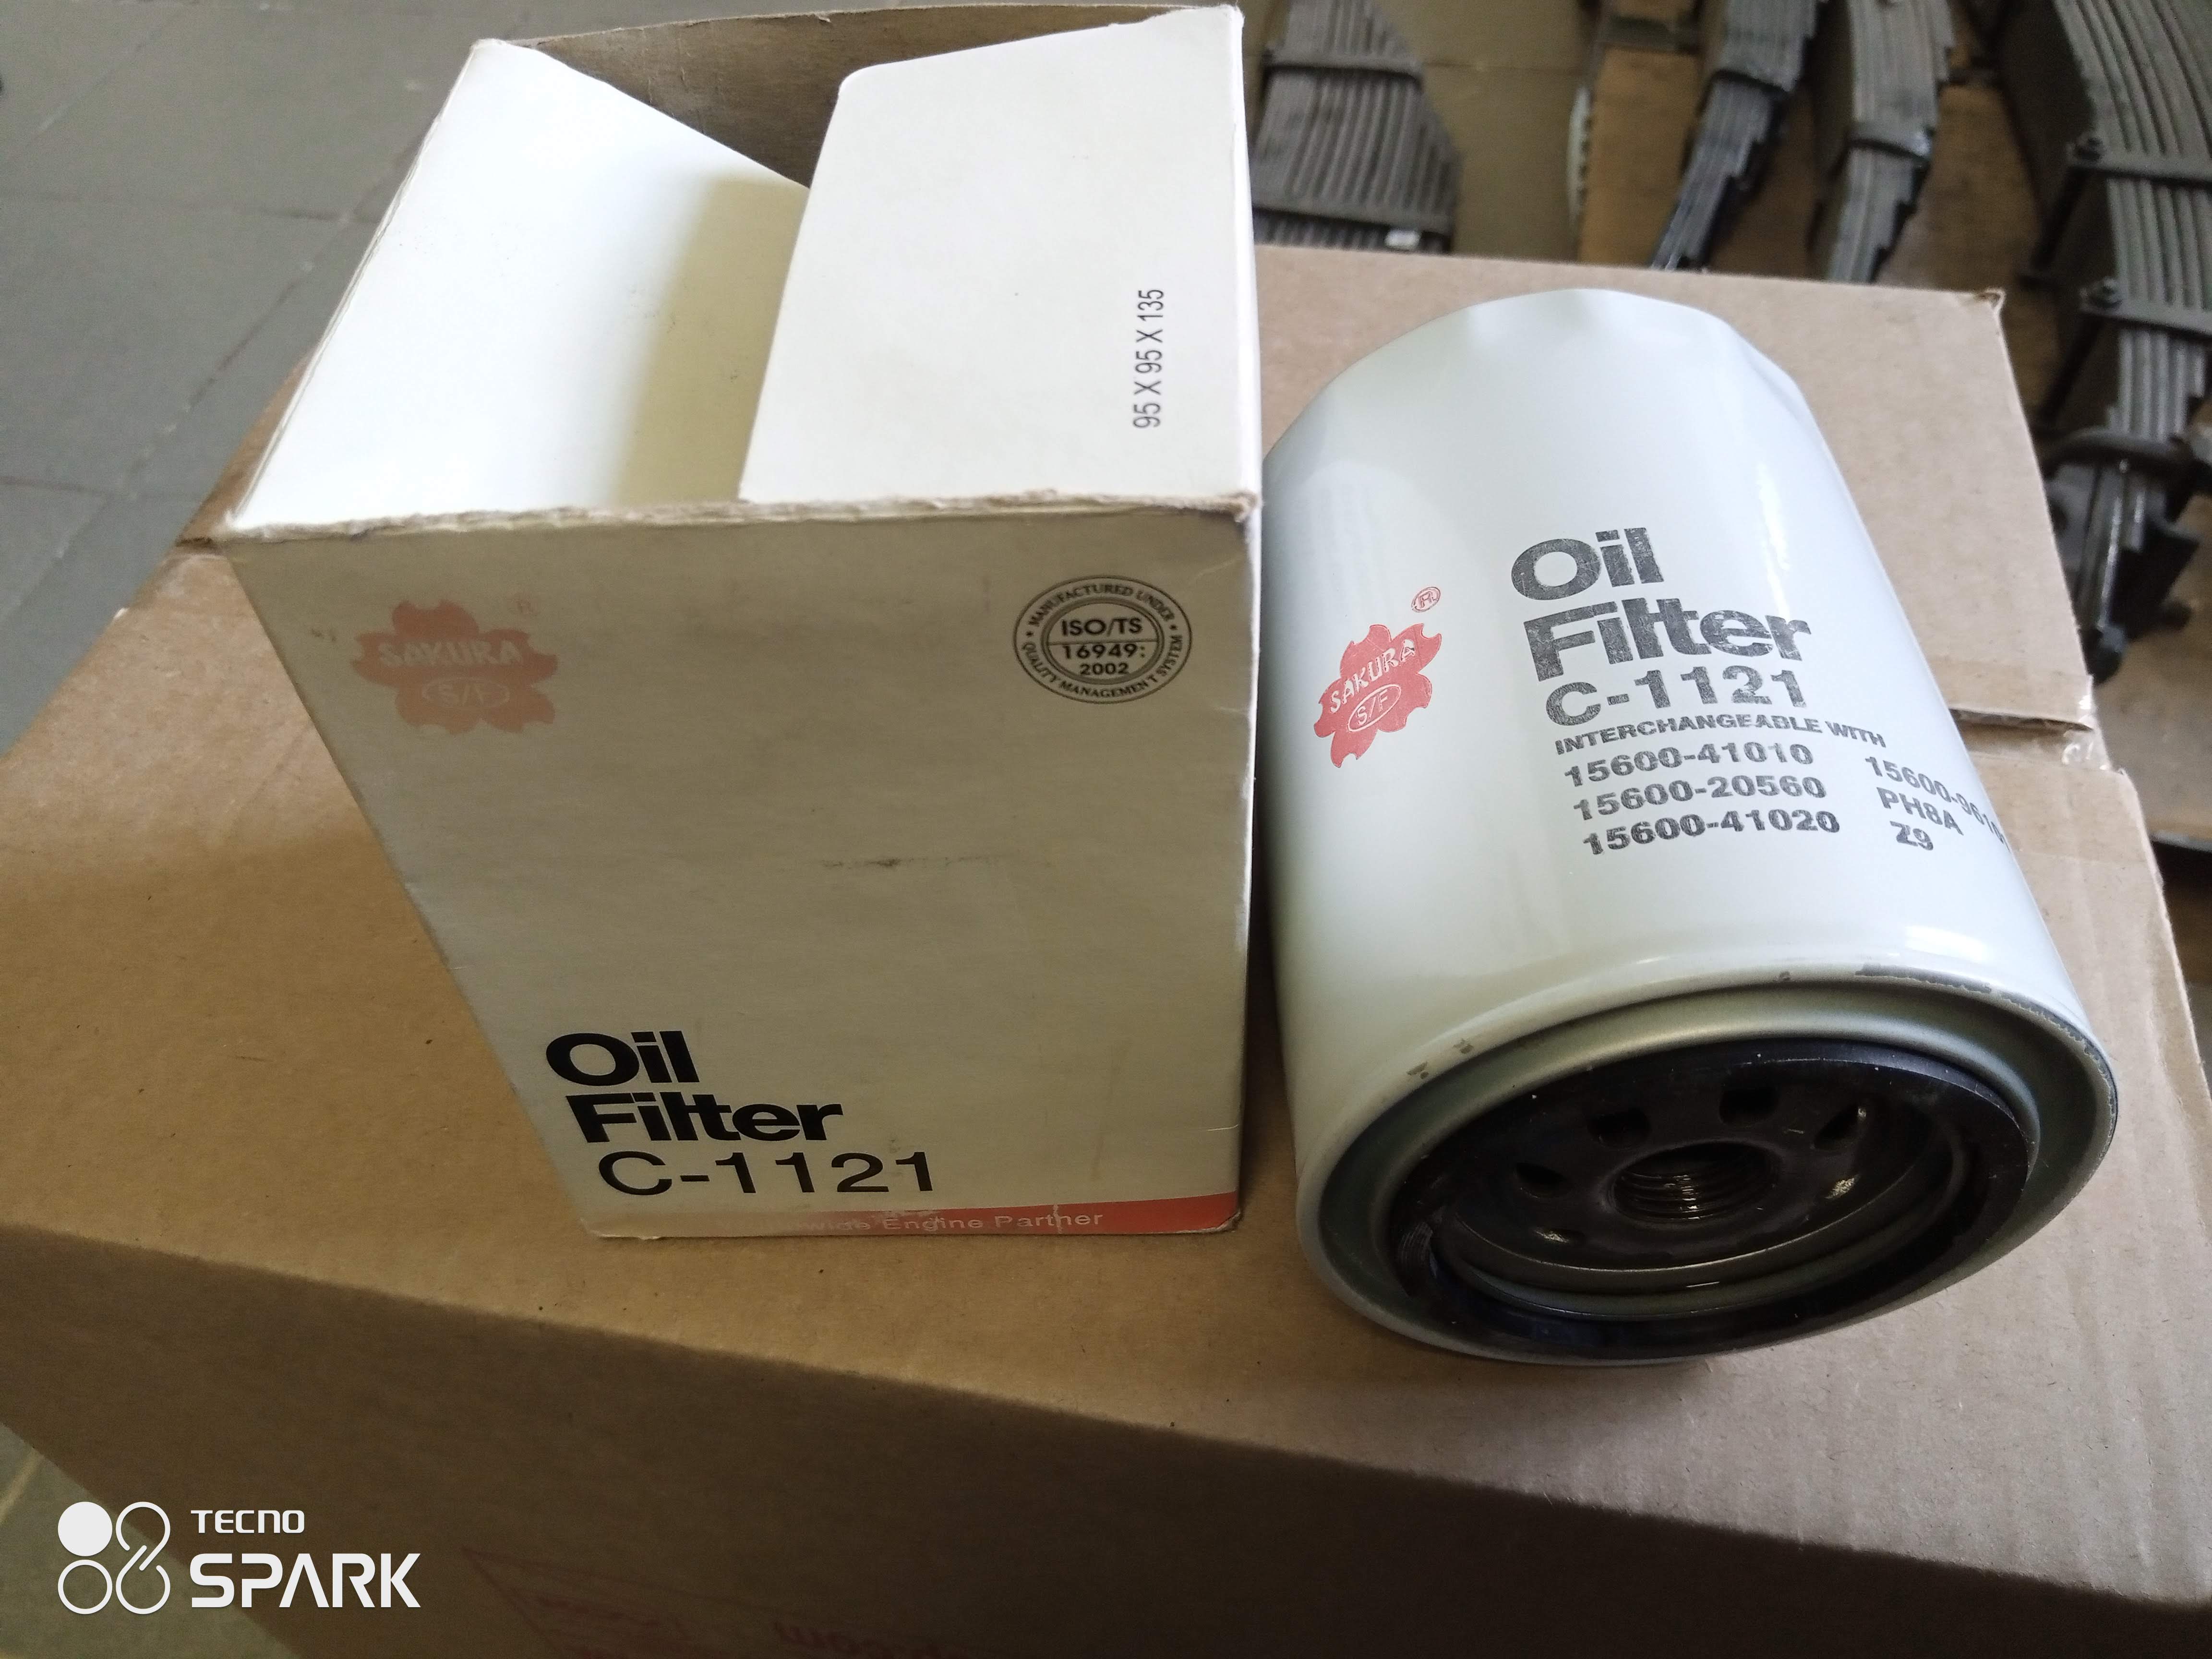 95 X 95 X 135
SAKURA
®
S/F
MANUFACTURED UNDER
ISO/TS
16949:
2002
QUALITY MANAGEMENT SYSTEM
Oil
Filter
C-1121
Engine Partner
SAKURA
®
S/F
Oil
Filter
C-1121
INTERCHANGEABLE WITH
15600-41010
15600-20560 PH8A
15600-41020 Z9
TECNO
SPARK